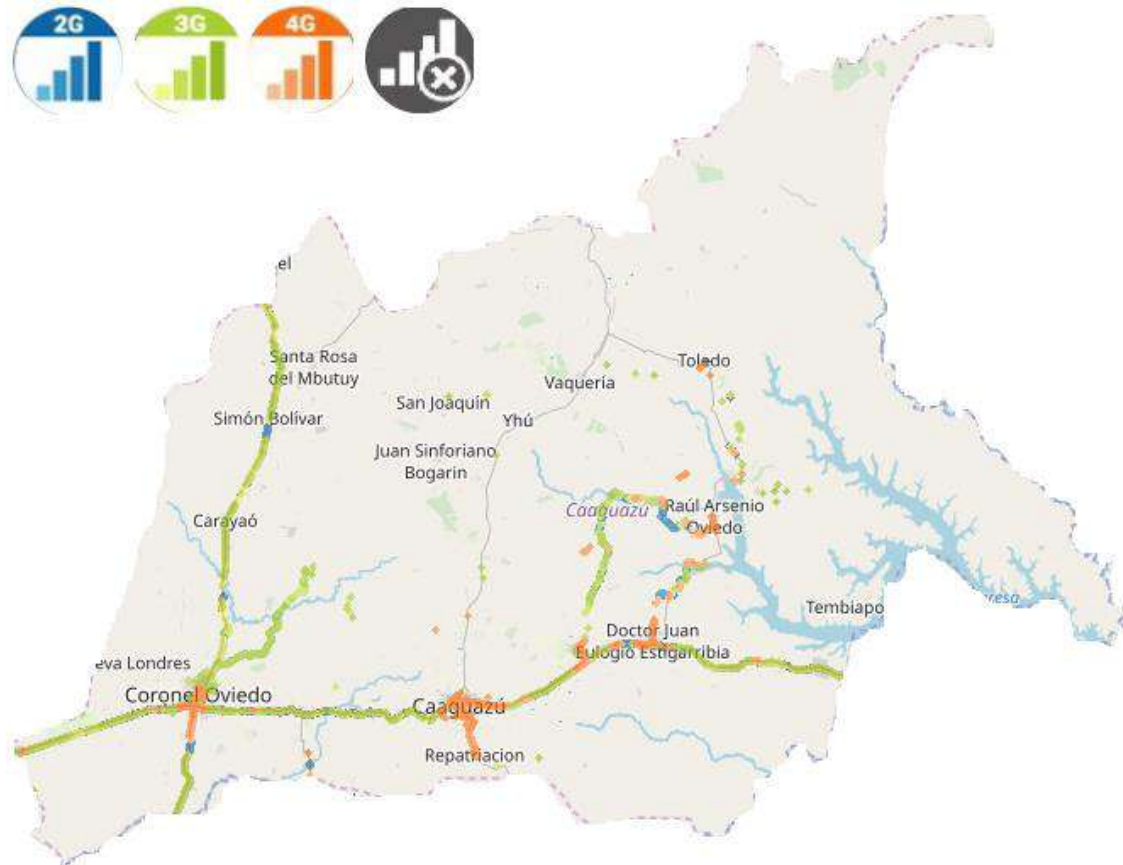 2G
3G
4G
el
Santa Rosa
del Mbutuy
Toledo
Vaquería
San Joaquín
Simón Bolívar
Yhú
Juan Sinforiano
Bogarin
Caaguazú
Raúl Arsenio
Oviedo
Carayaó
Tembiapo
resa
Doctor Juan
Eulogio Estigarribia
eva Londres
Coronel Oviedo
Caaguazú
Repatriacion